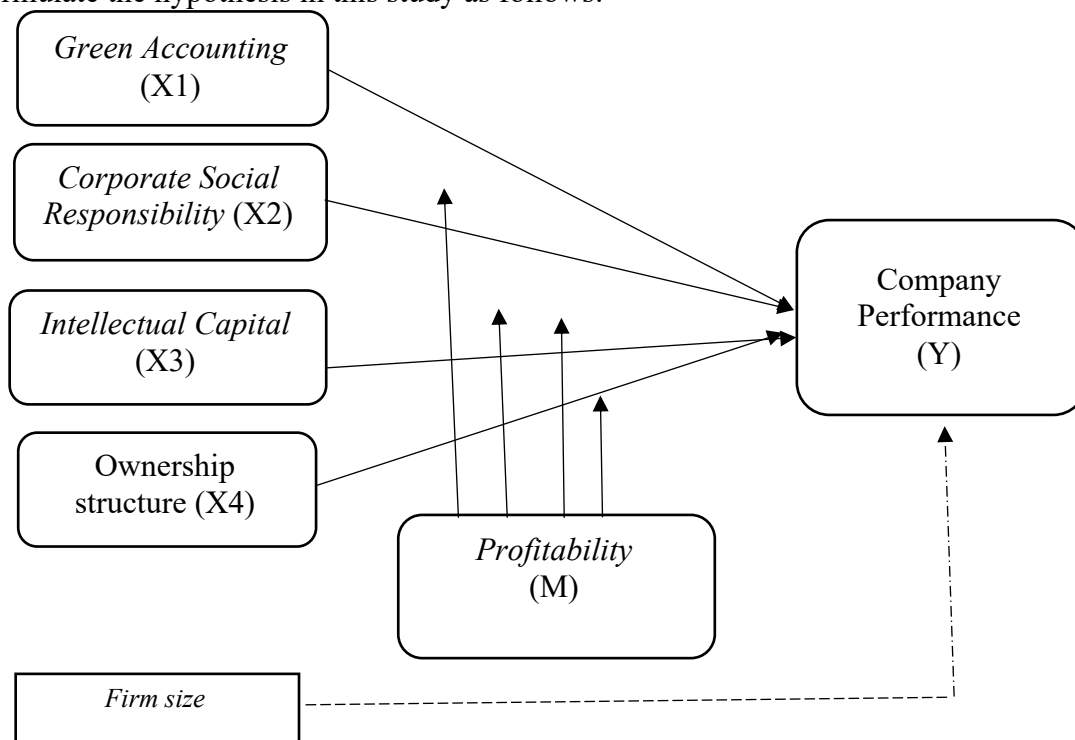 the hypothesis in this study as follows:
Green Accounting
(X1)
Corporate Social
Responsibility (X2)
Intellectual Capital
(X3)
Ownership
structure (X4)
Company
Performance
(Y)
Profitability
(M)
Firm size